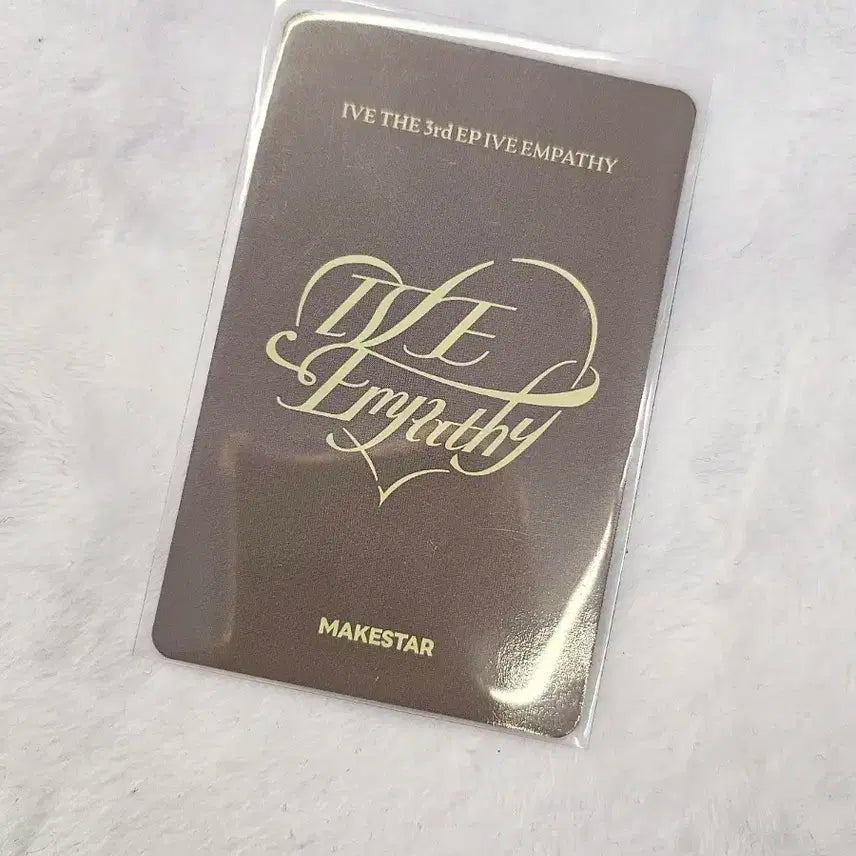 IVE THE 3rd EP IVE EMPATHY
IVE
Empathy
MAKESTAR